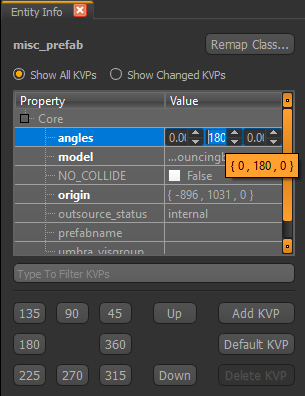 Entity Info
misc_prefab
Remap Class...
Show All KVPs Show Changed KVPs
Property Value
Core
angles 0.00 180 0.00
model ...ouncingb
{ 0 , 180 , 0 }
NO_COLLIDE False
origin { -896 , 1031 , 0 }
outsource_status internal
prefabname
umbra_visgroup
Type To Filter KVPs
135 90 45 Up Add KVP
180 360 Default KVP
225 270 315 Down Delete KVP